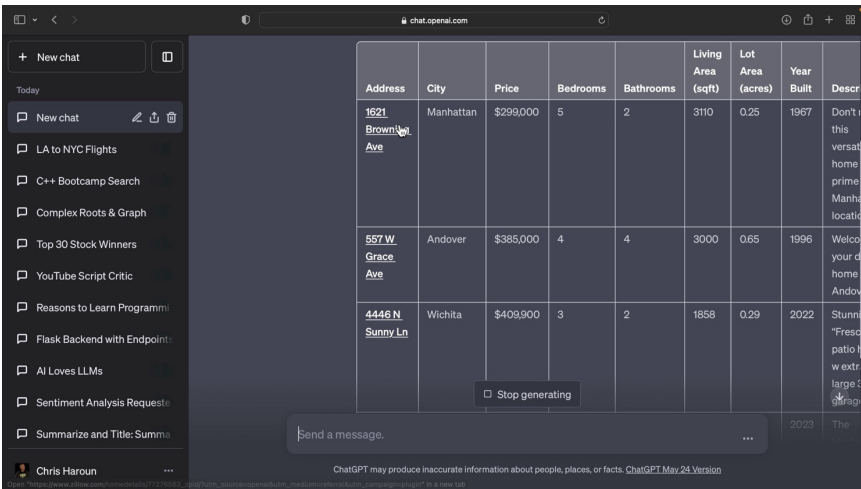 chat.openai.com
New chat
Today
New chat
LA to NYC Flights
C++ Bootcamp Search
Complex Roots & Graph
Top 30 Stock Winners
YouTube Script Critic
Reasons to Learn Programmi
Flask Backend with Endpoints
AI Loves LLMs
Sentiment Analysis Requeste
Summarize and Title: Summa
Chris Haroun
Address City Price Bedrooms Bathrooms Living Area (sqft) Lot Area (acres) Year Built Descr
1621 Manhattan $299,000 5 2 3110 0.25 1967 Don't
Ave this
versat
home
prime
Manha
locatio
557 W Andover $385,000 4 4 3000 0.65 1996 Welco
Grace your d
Ave home
Andov
4446 N Wichita $409,900 3 2 1858 0.29 2022 Stunni
Sunny Ln "Fresc
patio h
w extr
large 3
garag
2023 The
Stop generating
Send a message.
ChatGPT may produce inaccurate information about people, places, or facts. ChatGPT May 24 Version